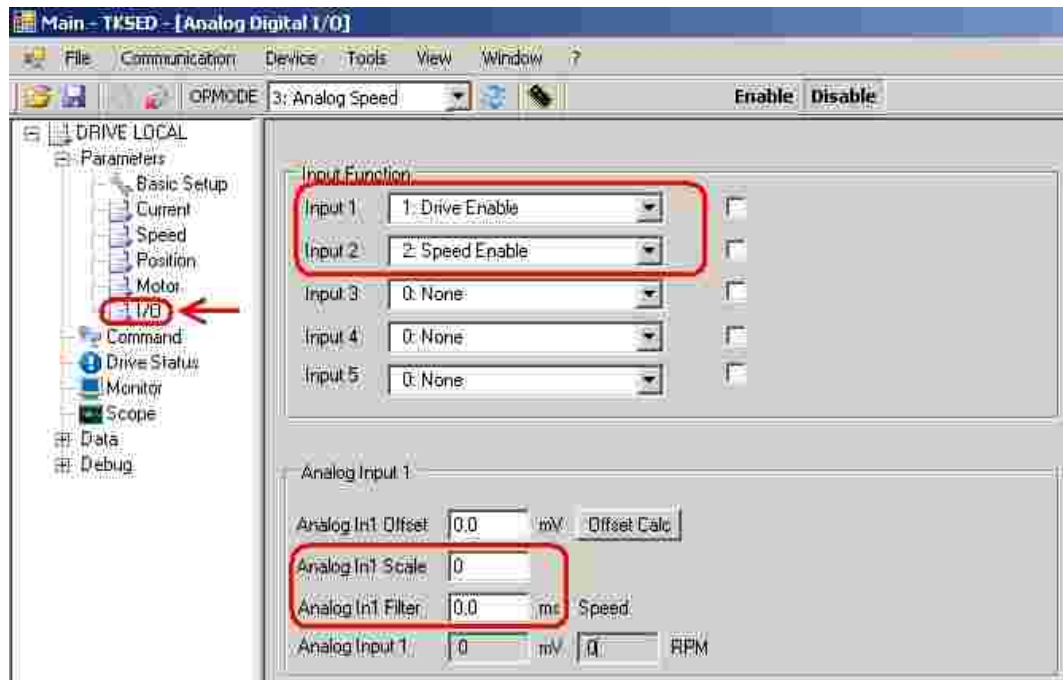 Main - TKSED - [Analog Digital I/O]
File Communication Device Tools View Window ?
OPMODE 3: Analog Speed Enable Disable
DRIVE LOCAL
Parameters
Basic Setup
Current
Speed
Position
Motor
I/O
Command
Drive Status
Monitor
Scope
Data
Debug
Input Function
Input 1 1: Drive Enable
Input 2 2: Speed Enable
Input 3 0: None
Input 4 0: None
Input 5 0: None
Analog Input 1
Analog In1 Offset 0.0 mV Offset Calc
Analog In1 Scale 0
Analog In1 Filter 0.0 ms Speed
Analog Input 1 0 mV 0 RPM